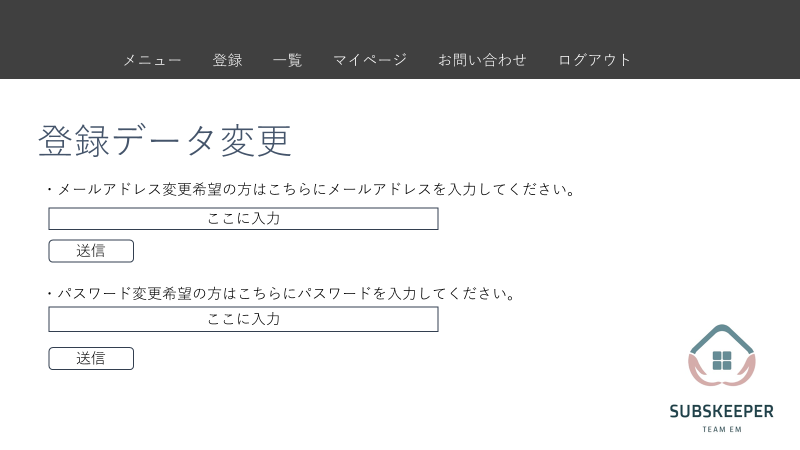 メニュー 登録 一覧 マイページ お問い合わせ ログアウト
登録データ変更
・メールアドレス変更希望の方はこちらにメールアドレスを入力してください。
ここに入力
送信
・パスワード変更希望の方はこちらにパスワードを入力してください。
ここに入力
送信
SUBSKEEPER
TEAM EM